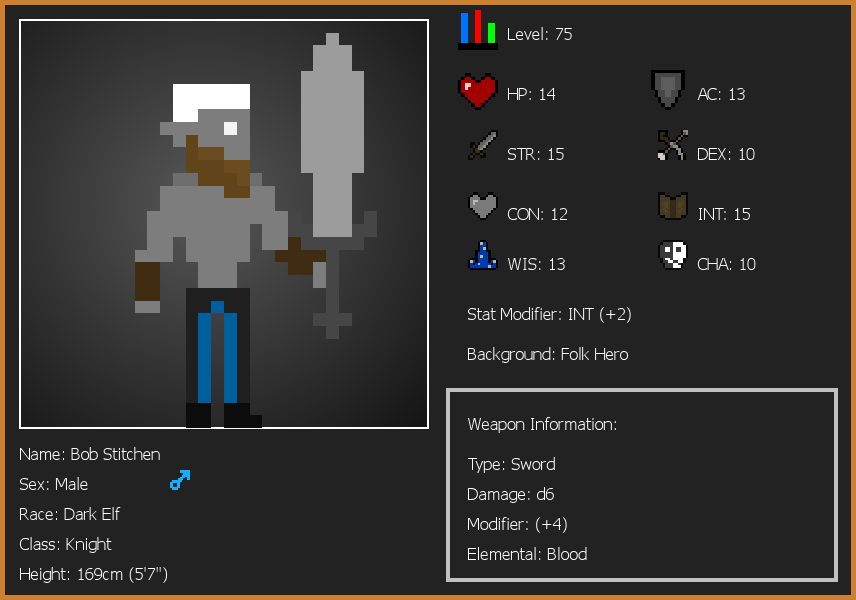 Level: 75
HP: 14
AC: 13
STR: 15
DEX: 10
CON: 12
INT: 15
WIS: 13
CHA: 10
Stat Modifier: INT (+2)
Background: Folk Hero
Weapon Information:
Type: Sword
Damage: d6
Modifier: (+4)
Elemental: Blood
Name: Bob Stitchen
Sex: Male
Race: Dark Elf
Class: Knight
Height: 169cm (5'7")